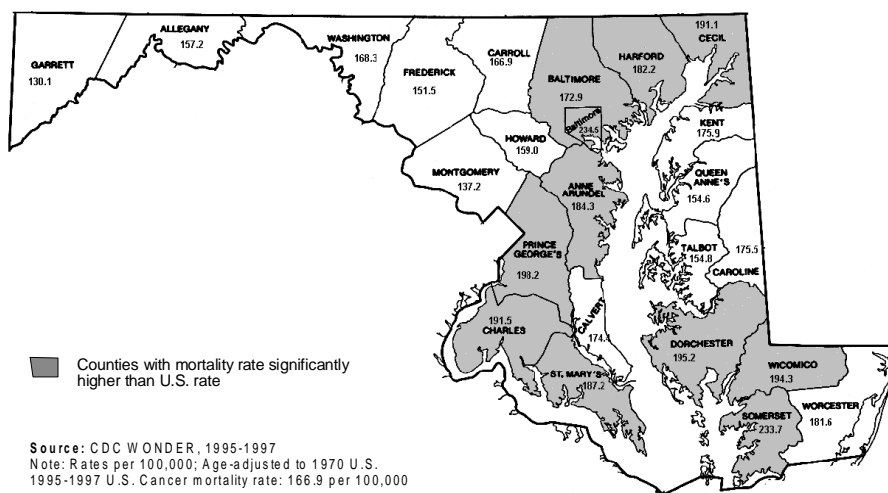 GARRETT
130.1
ALLEGANY
157.2
WASHINGTON
168.3
FREDERICK
151.5
CARROLL
166.9
BALTIMORE
172.9
Baltimore
234.5
HARFORD
182.2
191.1
CECIL
KENT
175.9
HOWARD
159.0
MONTGOMERY
137.2
ANNE
ARUNDEL
184.3
QUEEN
ANNE'S
154.6
TALBOT
154.8
175.5
CAROLINE
PRINCE
GEORGE'S
198.2
CALVERT
174.4
191.5
CHARLES
ST. MARY'S
187.2
DORCHESTER
195.2
WICOMICO
194.3
SOMERSET
233.7
WORCESTER
181.6
Counties with mortality rate significantly
higher than U.S. rate
Source: CDC WONDER, 1995-1997
Note: Rates per 100,000; Age-adjusted to 1970 U.S.
1995-1997 U.S. Cancer mortality rate: 166.9 per 100,000